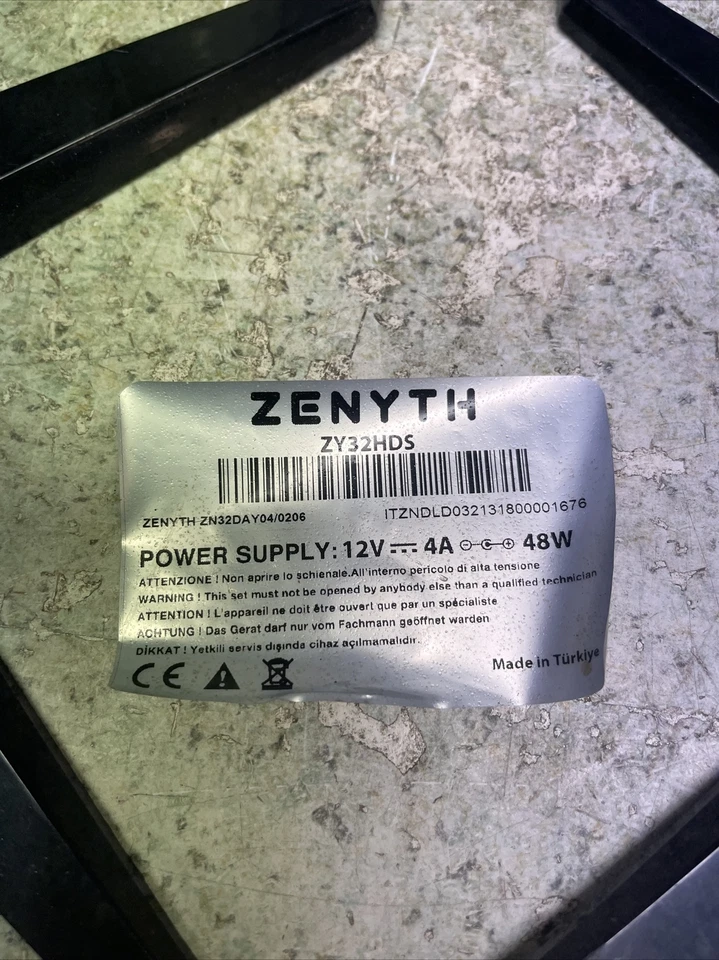 ZENYTH
ZY32HDS
ZENYTH ZN32DAY04/0206 ITZNDLD032131800001676
POWER SUPPLY: 12V 4A 48W
ATTENZIONE ! Non aprire lo schienale.All'interno pericolo di alta tensione
WARNING ! This set must not be opened by anybody else than a qualified technician
ATTENTION ! L'appareil ne doit être ouvert que par un spécialiste
ACHTUNG ! Das Gerat darf nur vom Fachmann geöffnet warden
DİKKAT ! Yetkili servis dışında cihaz açılmamalıdır.
CE
Made in Türkiye